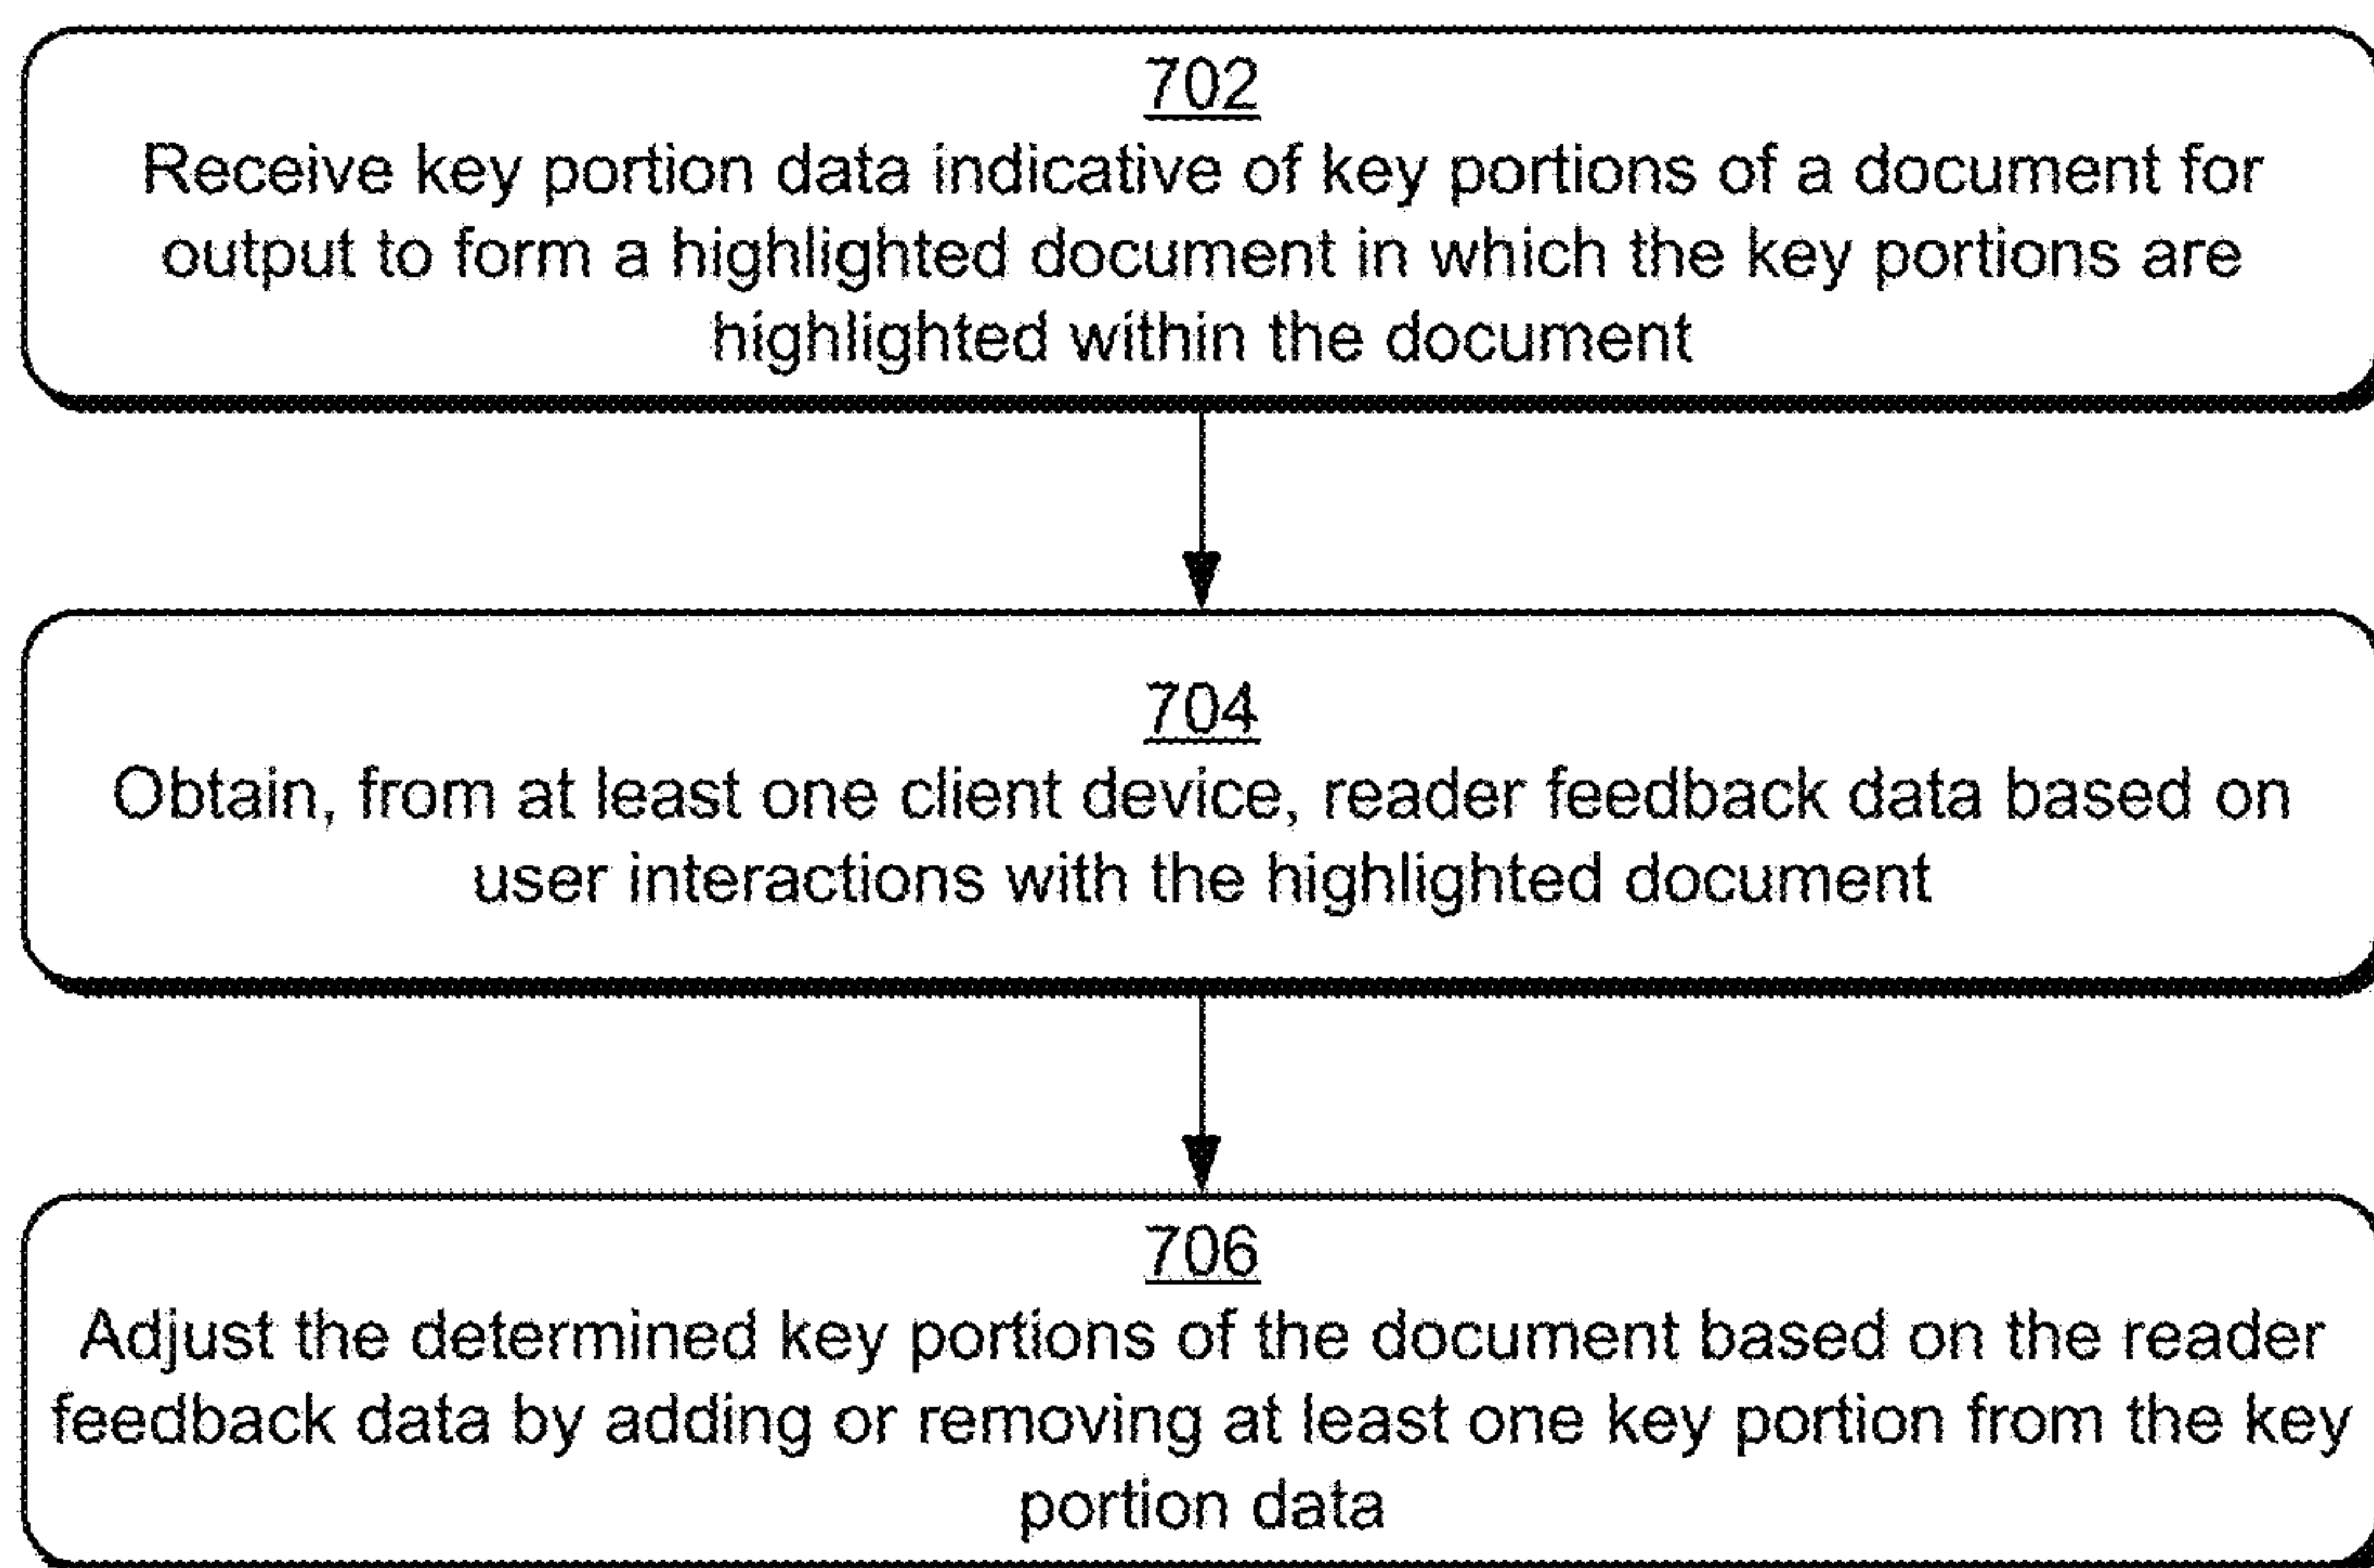 702
Receive key portion data indicative of key portions of a document for
output to form a highlighted document in which the key portions are
highlighted within the document
704
Obtain, from at least one client device, reader feedback data based on
user interactions with the highlighted document
706
Adjust the determined key portions of the document based on the reader
feedback data by adding or removing at least one key portion from the key
portion data